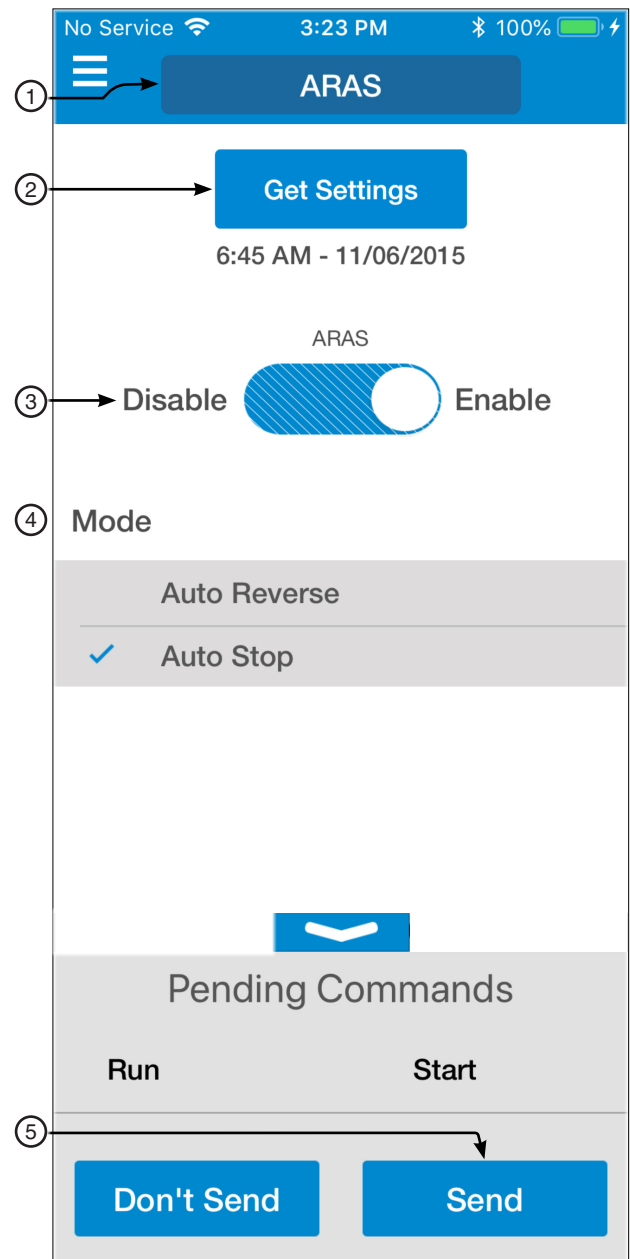 No Service 3:23 PM 100%
1 ARAS
2 Get Settings
6:45 AM - 11/06/2015
ARAS
3 Disable Enable
4 Mode
Auto Reverse
Auto Stop
Pending Commands
Run Start
5
Don't Send Send